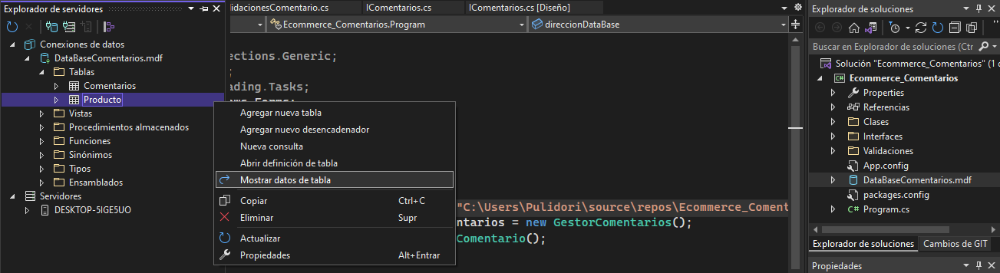 Explorador de servidores
Conexiones de datos
DataBaseComentarios.mdf
Tablas
Comentarios
Producto
Vistas
Procedimientos almacenados
Funciones
Sinónimos
Tipos
Ensamblados
Servidores
DESKTOP-5IGE5UO
Agregar nueva tabla
Agregar nuevo desencadenador
Nueva consulta
Abrir definición de tabla
Mostrar datos de tabla
Copiar Ctrl+C
Eliminar Supr
Actualizar
Propiedades Alt+Entrar
lidacionesComentario.cs IComentarios.cs IComentarios.cs [Diseño]
Ecommerce_Comentarios.Program direccionDataBase
ections.Generic;
;
ading.Tasks;
ms.Forms;
"C:\Users\Pulidori\source\repos\Ecommerce_Coment
ntarios = new GestorComentarios();
Comentario();
Explorador de soluciones
Buscar en Explorador de soluciones (Ctr
Solución "Ecommerce_Comentarios" (1
Ecommerce_Comentarios
Properties
Referencias
Clases
Interfaces
Validaciones
App.config
DataBaseComentarios.mdf
packages.config
C# Program.cs
Explorador de soluciones Cambios de GIT
Propiedades